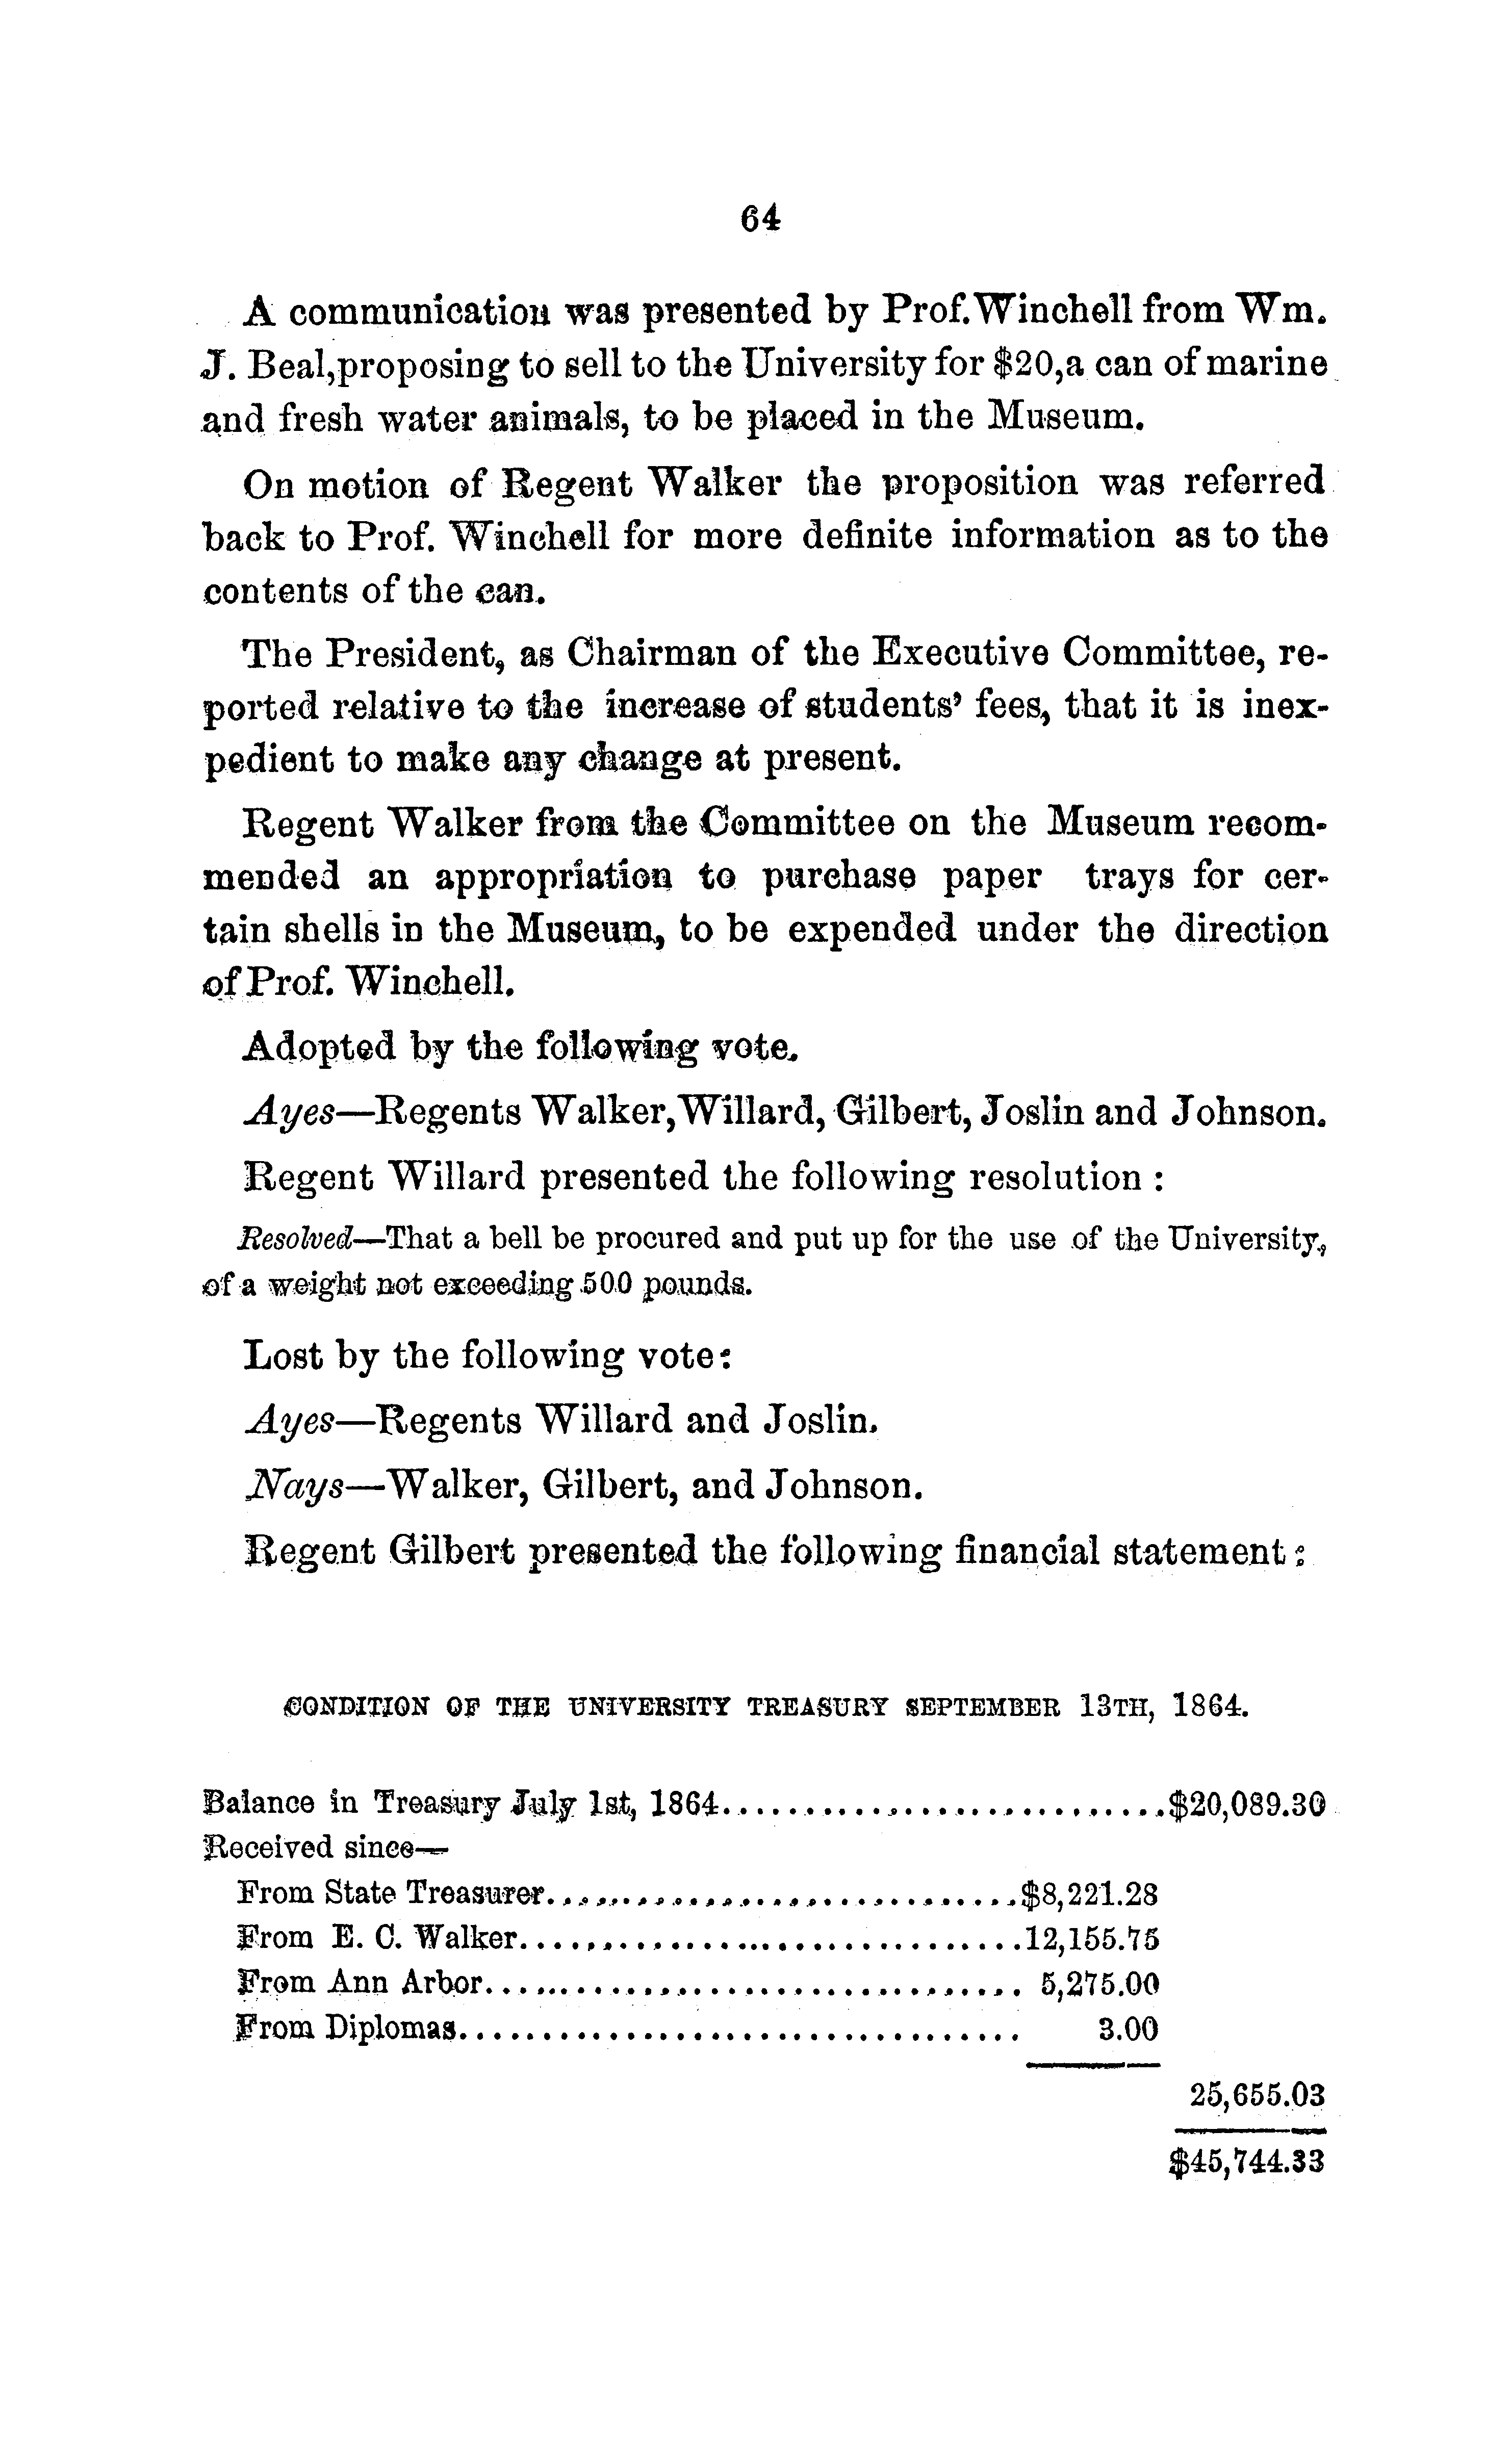 64
A communication was presented by Prof. Winchell from Wm.
J. Beal, proposing to sell to the University for $20, a can of marine
and fresh water animals, to be placed in the Museum.
On motion of Regent Walker the proposition was referred
back to Prof. Winchell for more definite information as to the
contents of the can.
The President, as Chairman of the Executive Committee, re-
ported relative to the increase of students' fees, that it is inex-
pedient to make any change at present.
Regent Walker from the Committee on the Museum recom-
mended an appropriation to purchase paper trays for cer-
tain shells in the Museum, to be expended under the direction
of Prof. Winchell.
Adopted by the following vote.
Ayes—Regents Walker, Willard, Gilbert, Joslin and Johnson.
Regent Willard presented the following resolution :
Resolved—That a bell be procured and put up for the use of the University,
of a weight not exceeding 500 pounds.
Lost by the following vote:
Ayes—Regents Willard and Joslin.
Nays—Walker, Gilbert, and Johnson.
Regent Gilbert presented the following financial statement:
CONDITION OF THE UNIVERSITY TREASURY SEPTEMBER 13TH, 1864.
Balance in Treasury July 1st, 1864...........................$20,089.30
Received since—
From State Treasurer.............................$8,221.28
From E. C. Walker...............................12,155.75
From Ann Arbor................................. 5,275.00
From Diplomas.................................. 3.00
25,655.03
$45,744.33